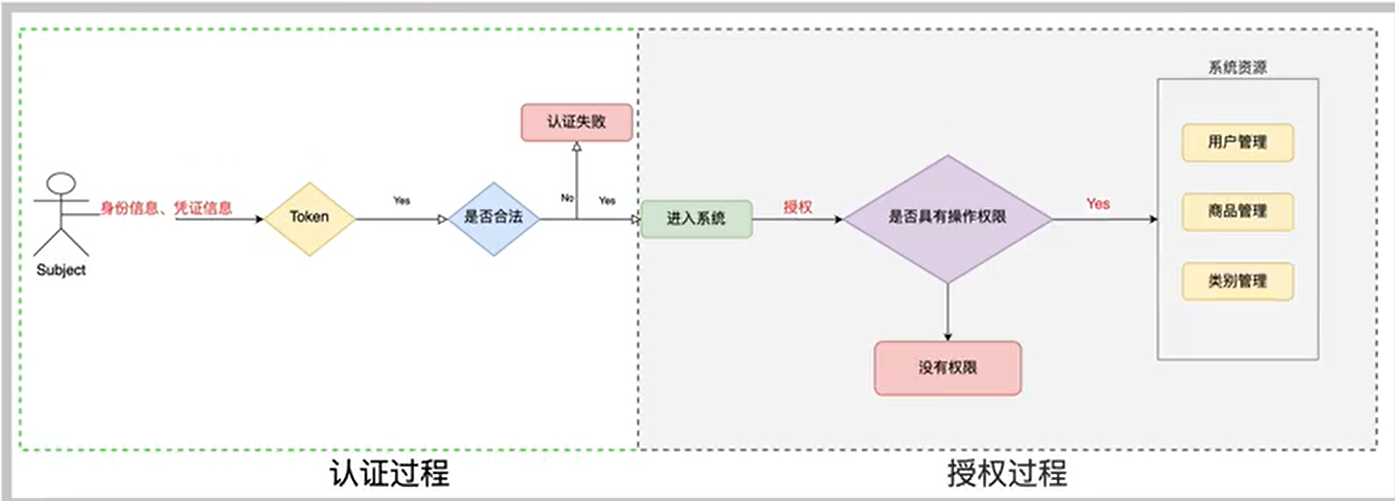 系统资源
认证失败
用户管理
身份信息、凭证信息
Token
Yes
是否合法
No
Yes
进入系统
授权
是否具有操作权限
Yes
商品管理
Subject
类别管理
没有权限
认证过程
授权过程